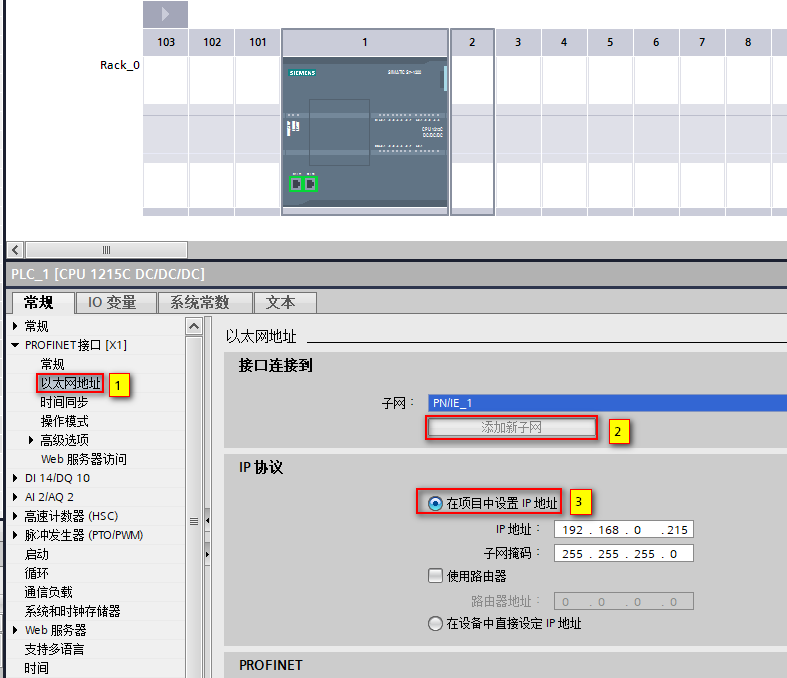 103 102 101 1 2 3 4 5 6 7 8
Rack_0
SIEMENS
SIMATIC S7-1200
CPU 1215C
DC/DC/DC
PLC_1 [CPU 1215C DC/DC/DC]
常规 IO 变量 系统常数 文本
常规
PROFINET接口 [X1]
常规
以太网地址 1
时间同步
操作模式
高级选项
Web 服务器访问
DI 14/DQ 10
AI 2/AQ 2
高速计数器 (HSC)
脉冲发生器 (PTO/PWM)
启动
循环
通信负载
系统和时钟存储器
Web 服务器
支持多语言
时间
以太网地址
接口连接到
子网： PN/IE_1
添加新子网 2
IP 协议
在项目中设置 IP 地址 3
IP 地址： 192 . 168 . 0 . 215
子网掩码： 255 . 255 . 255 . 0
使用路由器
路由器地址： 0 . 0 . 0 . 0
在设备中直接设定 IP 地址
PROFINET